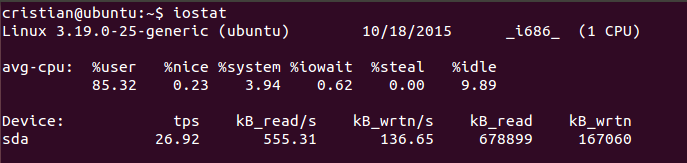 cristian@ubuntu:~$ iostat
Linux 3.19.0-25-generic (ubuntu) 10/18/2015 _i686_ (1 CPU)
avg-cpu: %user %nice %system %iowait %steal %idle
85.32 0.23 3.94 0.62 0.00 9.89
Device: tps kB_read/s kB_wrtn/s kB_read kB_wrtn
sda 26.92 555.31 136.65 678899 167060